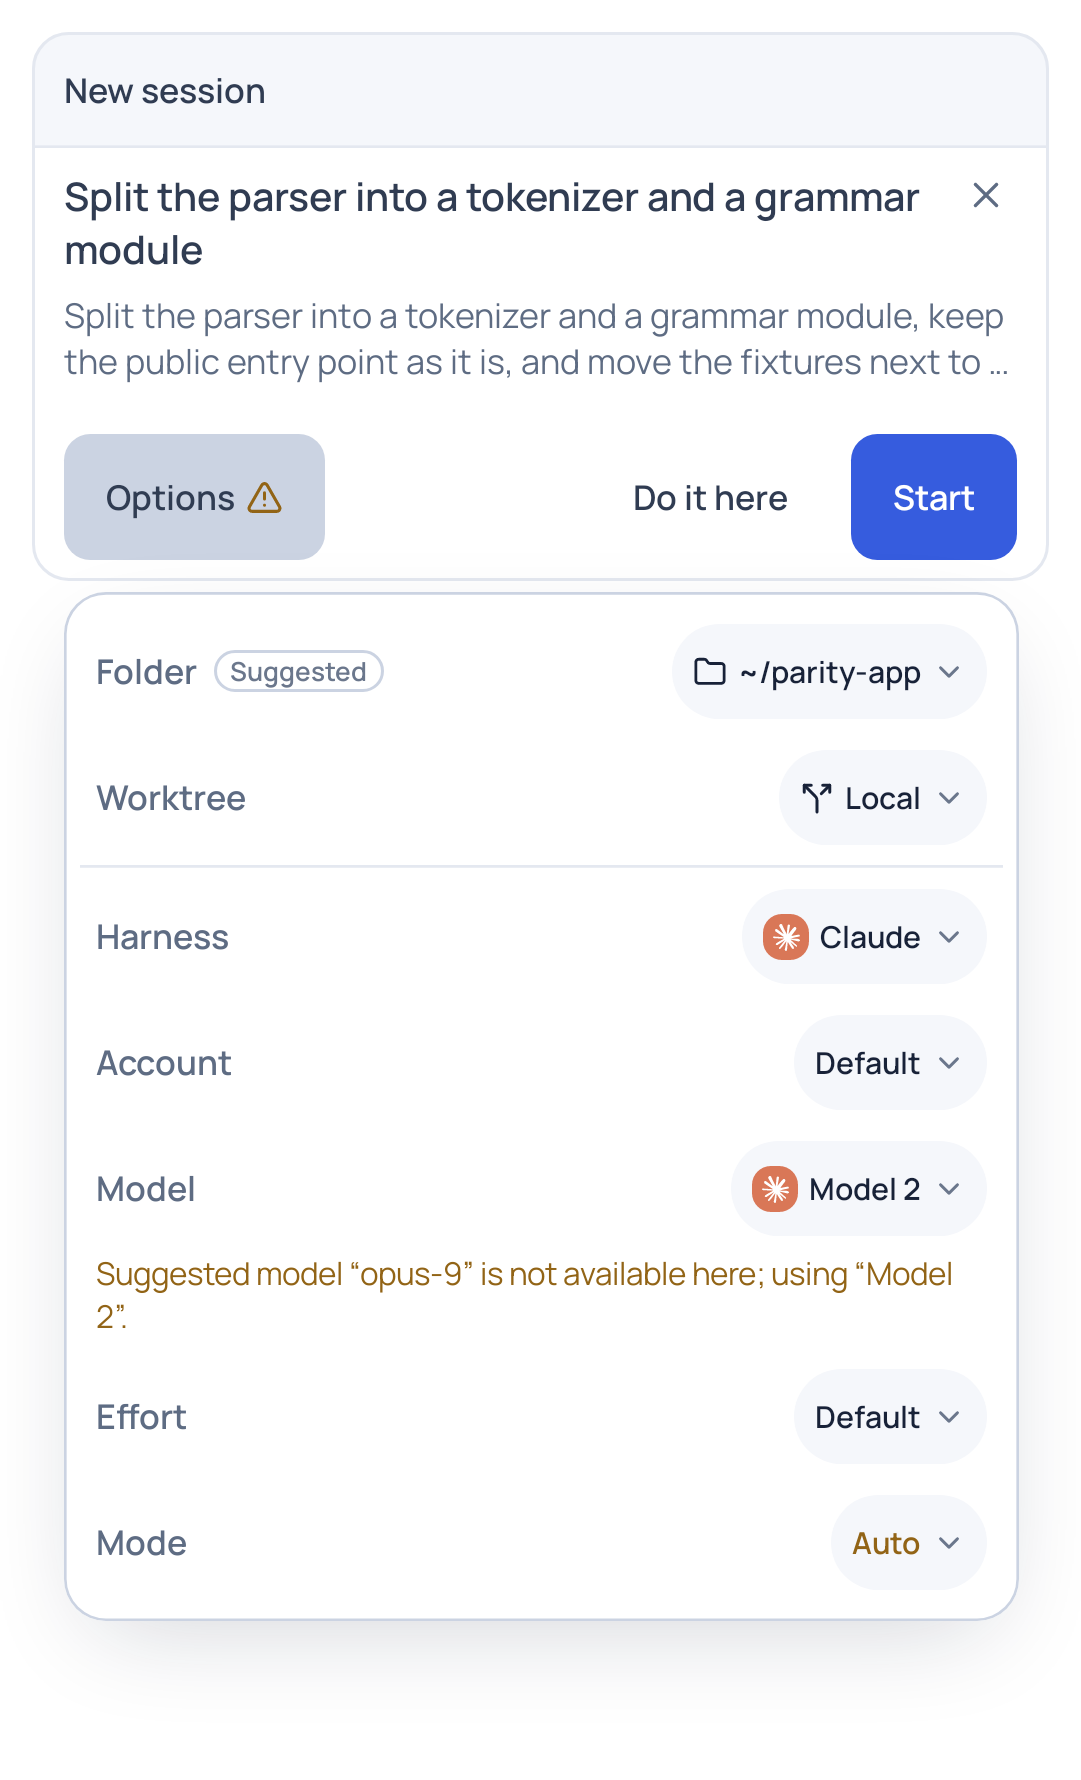 New session
Split the parser into a tokenizer and a grammar
module
Split the parser into a tokenizer and a grammar module, keep
the public entry point as it is, and move the fixtures next to ...
Options
Do it here
Start
Folder
Suggested
~/parity-app
Worktree
Local
Harness
Claude
Account
Default
Model
Model 2
Suggested model “opus-9” is not available here; using “Model
2”.
Effort
Default
Mode
Auto